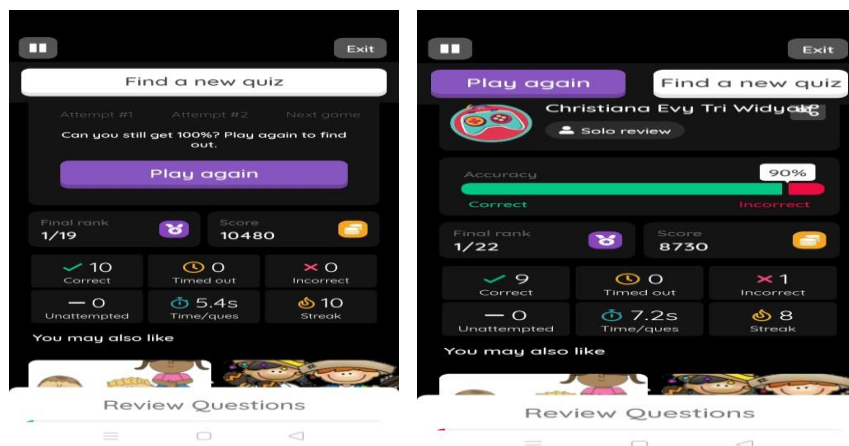 Exit
Find a new quiz
Attempt #1 Attempt #2 Next game
Can you still get 100%? Play again to find
out.
Play again
Final rank
1/19
Score
10480
10
Correct
0
Timed out
0
Incorrect
0
Unattempted
5.4s
Time/ques
10
Streak
You may also like
Review Questions
Exit
Play again
Find a new quiz
Christiana Evy Tri
Solo review
Accuracy
90%
Correct
Incorrect
Final rank
1/22
Score
8730
9
Correct
0
Timed out
1
Incorrect
0
Unattempted
7.2s
Time/ques
8
Streak
You may also like
Review Questions